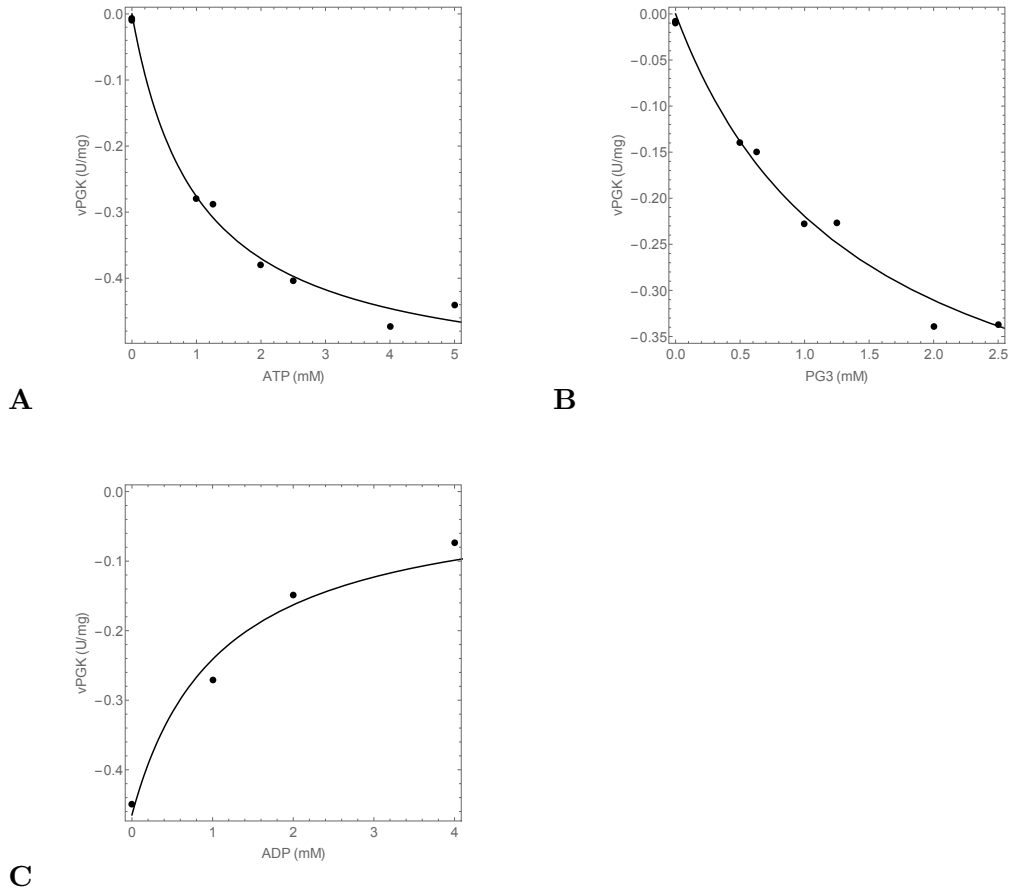 0.0
−0.1
−0.2
−0.3
−0.4
vPGK (U/mg)
0 1 2 3 4 5
ATP (mM)
A
0.00
−0.05
−0.10
−0.15
−0.20
−0.25
−0.30
−0.35
vPGK (U/mg)
0.0 0.5 1.0 1.5 2.0 2.5
PG3 (mM)
B
0.0
−0.1
−0.2
−0.3
−0.4
vPGK (U/mg)
0 1 2 3 4
ADP (mM)
C